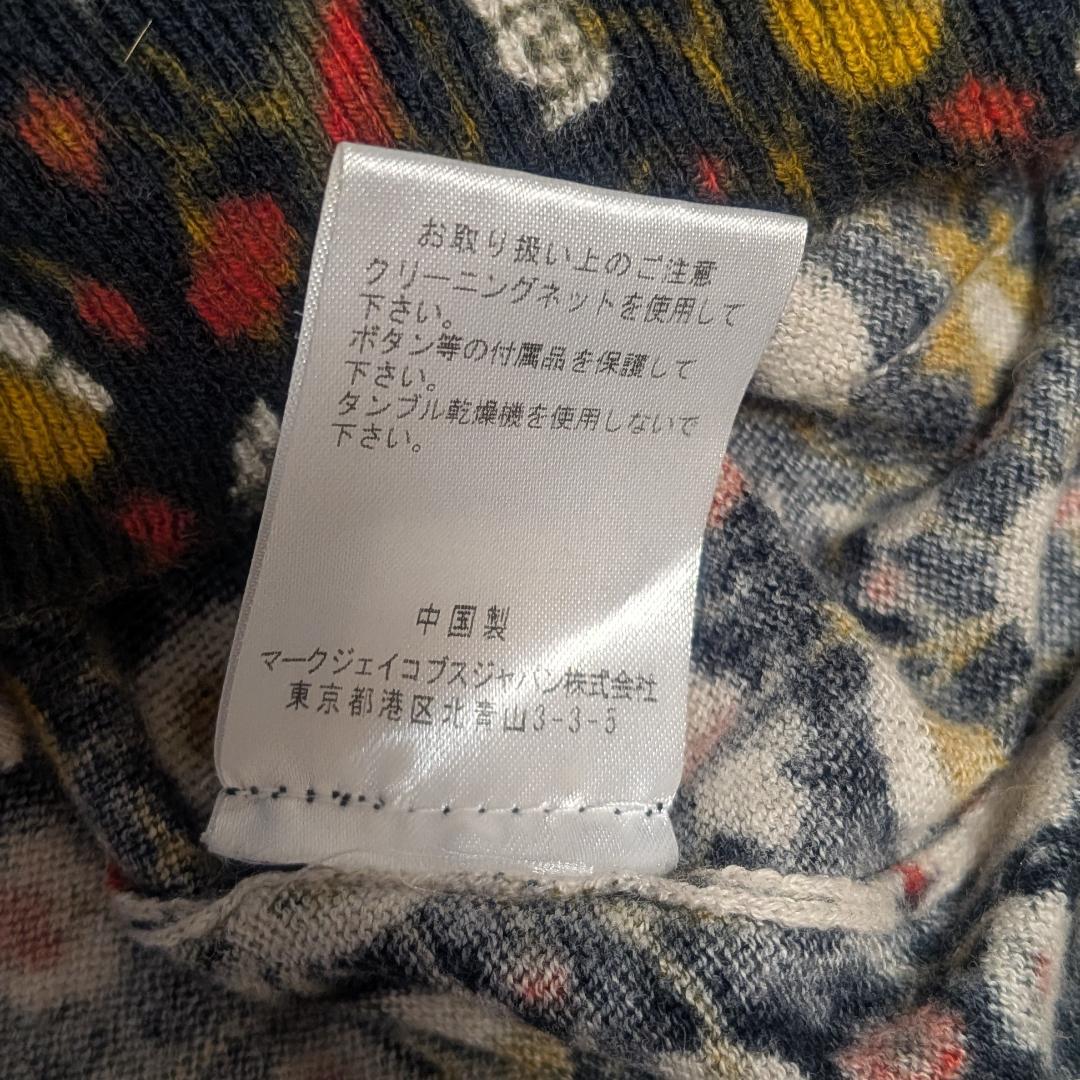 お取り扱い上のご注意
クリーニングネットを使用して
下さい。
ボタン等の付属品を保護して
下さい。
タンブル乾燥機を使用しないで
下さい。
中国製
マークジェイコブスジャパン株式会社
東京都港区北青山3-3-5